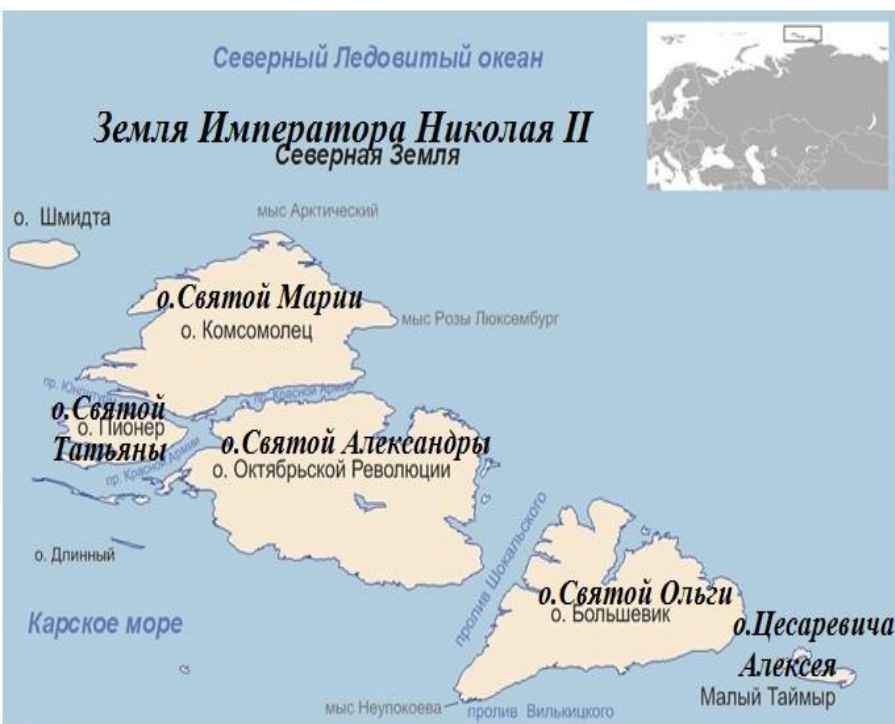 Северный Ледовитый океан
Земля Императора Николая II
Северная Земля
о. Шмидта
мыс Арктический
о.Святой Марии
о. Комсомолец
мыс Розы Люксембург
пр. Юнгштурм
пр. Красной Армии
о.Святой
Татьяны
о. Пионер
о.Святой Александры
о. Октябрьской Революции
пр. Красной Армии
о. Длинный
пролив Шокальского
Карское море
о.Святой Ольги
о. Большевик
о.Цесаревича
Алексея
Малый Таймыр
мыс Неупокоева
пролив Вилькицкого